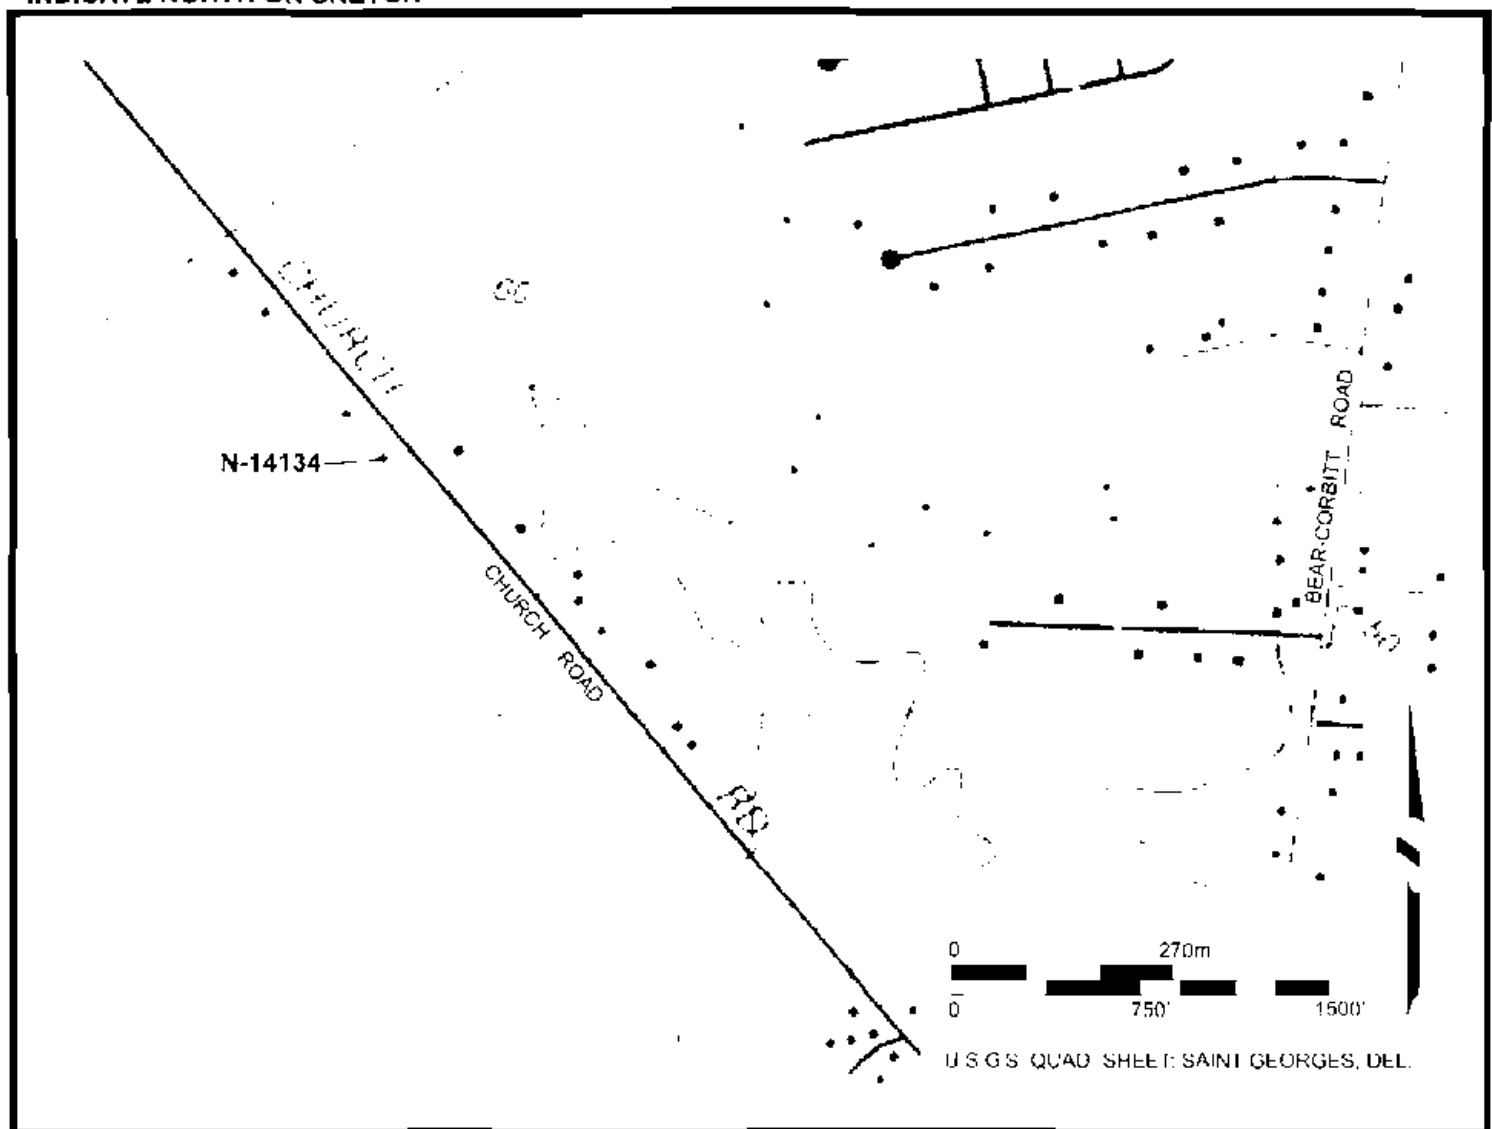 INDICATE NORTH ON SKETCH
CHURCH
N-14134
BEAR-CORBITT ROAD
CHURCH ROAD
RD
0 270m
0 750' 1500'
U.S.G.S. QUAD SHEET: SAINT GEORGES, DEL.